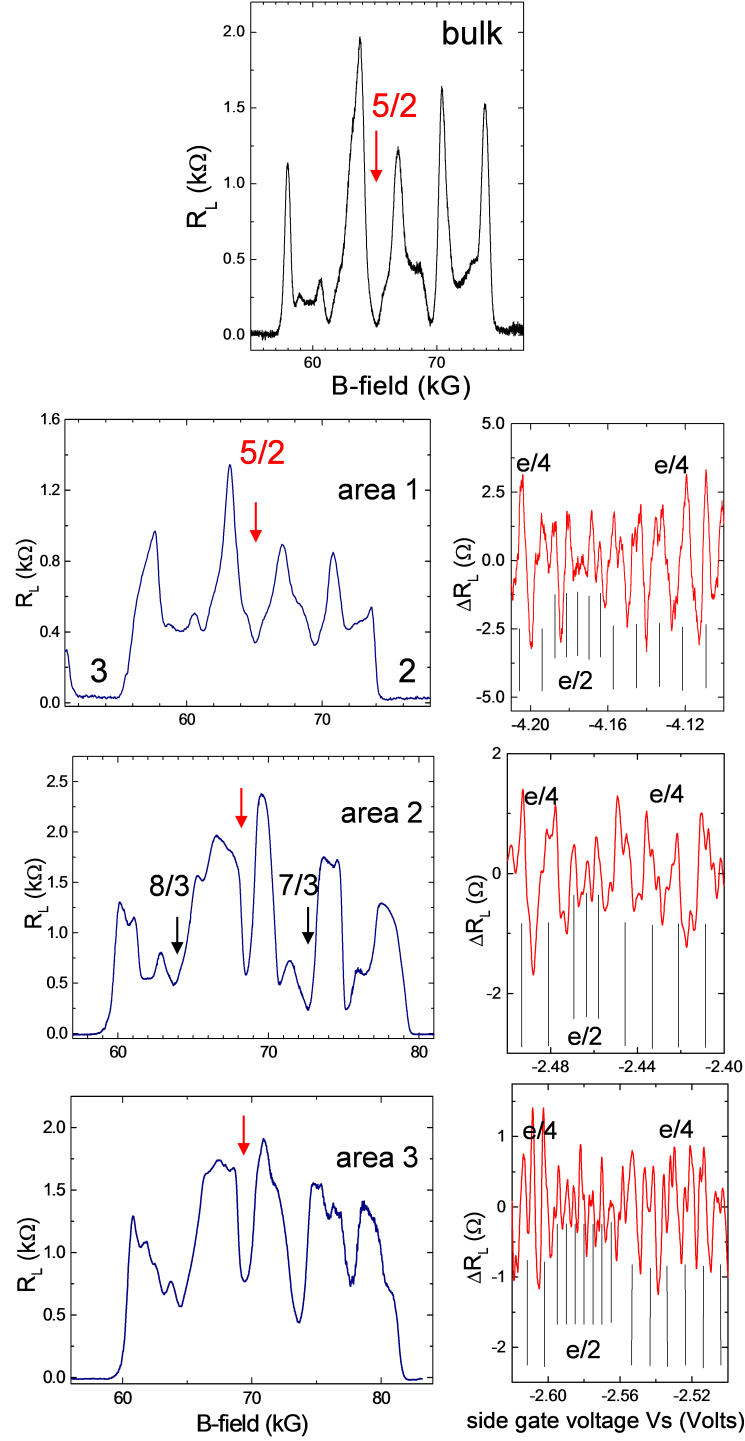 bulk
2.0
1.5
1.0
0.5
0.0
5/2
R_L (kΩ)
60
70
B-field (kG)
1.6
1.2
0.8
0.4
0.0
5/2
area 1
3
2
R_L (kΩ)
60
70
5.0
2.5
0.0
-2.5
-5.0
e/4
e/4
e/2
ΔR_L (Ω)
-4.20
-4.16
-4.12
2.5
2.0
1.5
1.0
0.5
0.0
area 2
8/3
7/3
R_L (kΩ)
60
70
80
2
0
-2
e/4
e/4
e/2
ΔR_L (Ω)
-2.48
-2.44
-2.40
2.0
1.5
1.0
0.5
0.0
area 3
R_L (kΩ)
60
70
80
B-field (kG)
1
0
-1
-2
e/4
e/4
e/2
ΔR_L (Ω)
-2.60
-2.56
-2.52
side gate voltage Vs (Volts)